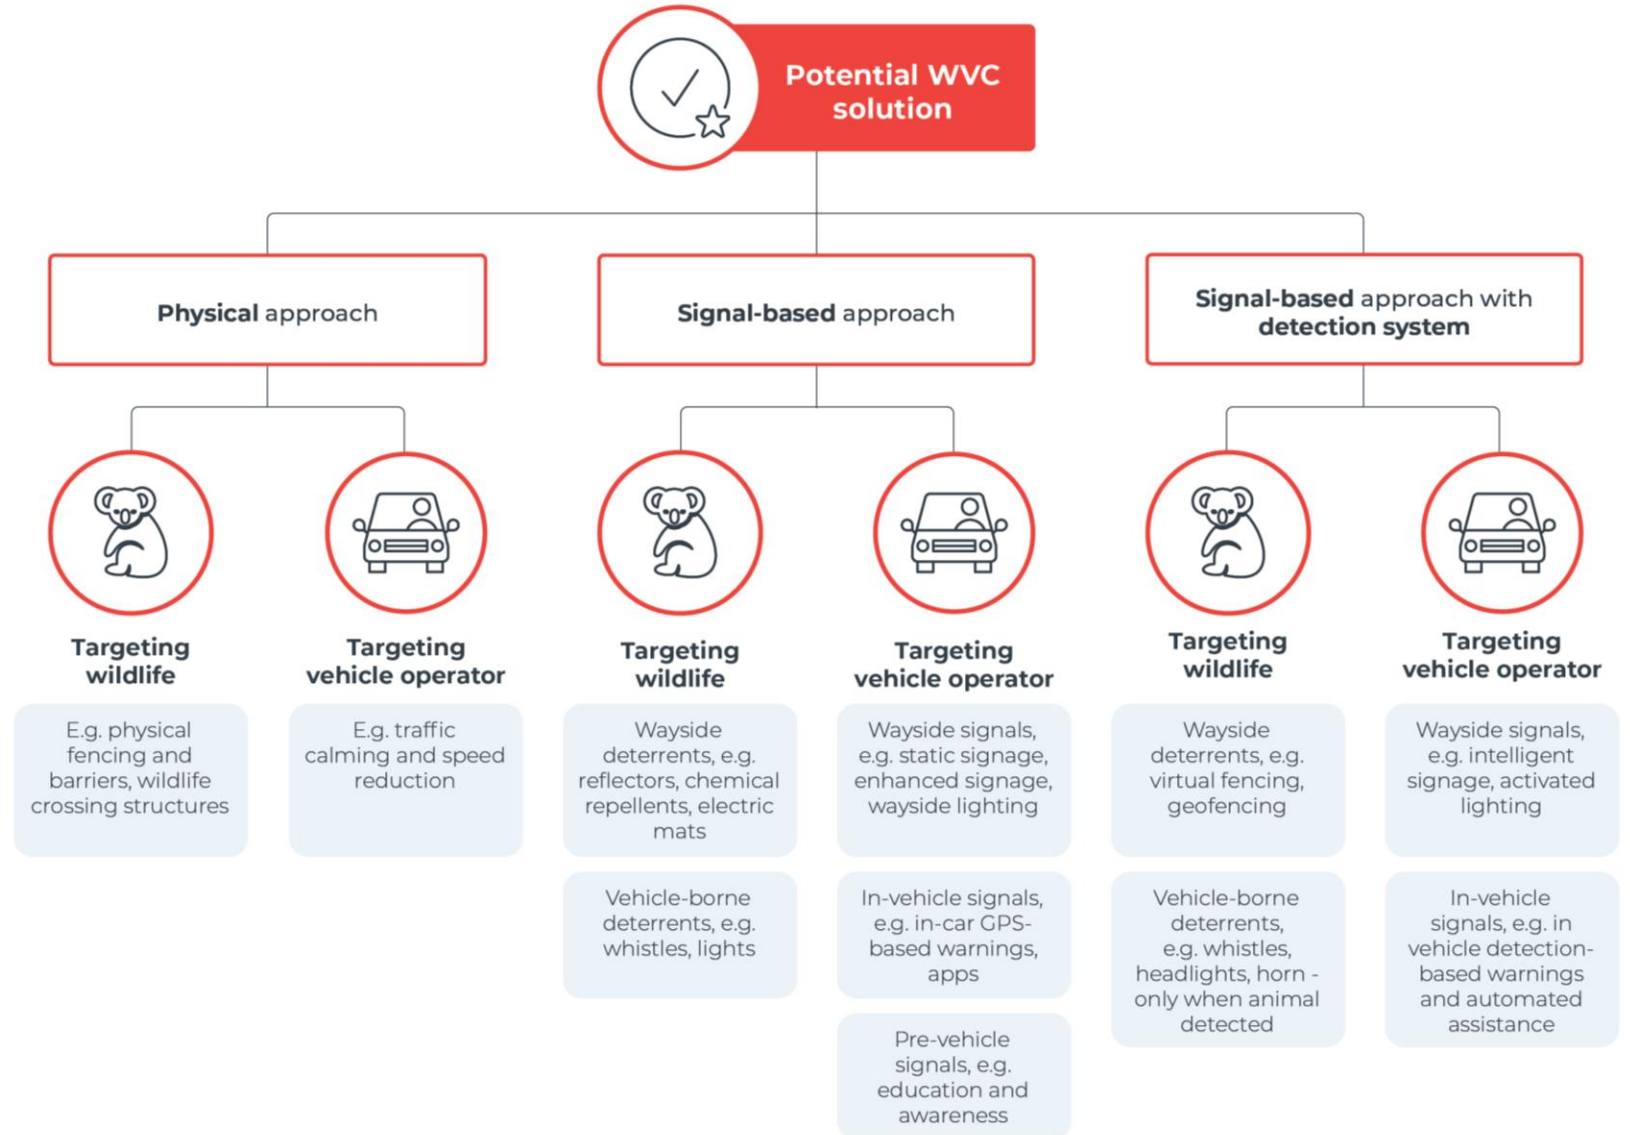 Potential WVC
solution
Physical approach
Signal-based approach
Signal-based approach with
detection system
Targeting
wildlife
E.g. physical
fencing and
barriers, wildlife
crossing structures
Targeting
vehicle operator
E.g. traffic
calming and speed
reduction
Targeting
wildlife
Wayside
deterrents, e.g.
reflectors, chemical
repellents, electric
mats
Vehicle-borne
deterrents, e.g.
whistles, lights
Targeting
vehicle operator
Wayside signals,
e.g. static signage,
enhanced signage,
wayside lighting
In-vehicle signals,
e.g. in-car GPS-
based warnings,
apps
Pre-vehicle
signals, e.g.
education and
awareness
Targeting
wildlife
Wayside
deterrents, e.g.
virtual fencing,
geofencing
Vehicle-borne
deterrents,
e.g. whistles,
headlights, horn -
only when animal
detected
Targeting
vehicle operator
Wayside signals,
e.g. intelligent
signage, activated
lighting
In-vehicle
signals, e.g. in
vehicle detection-
based warnings
and automated
assistance